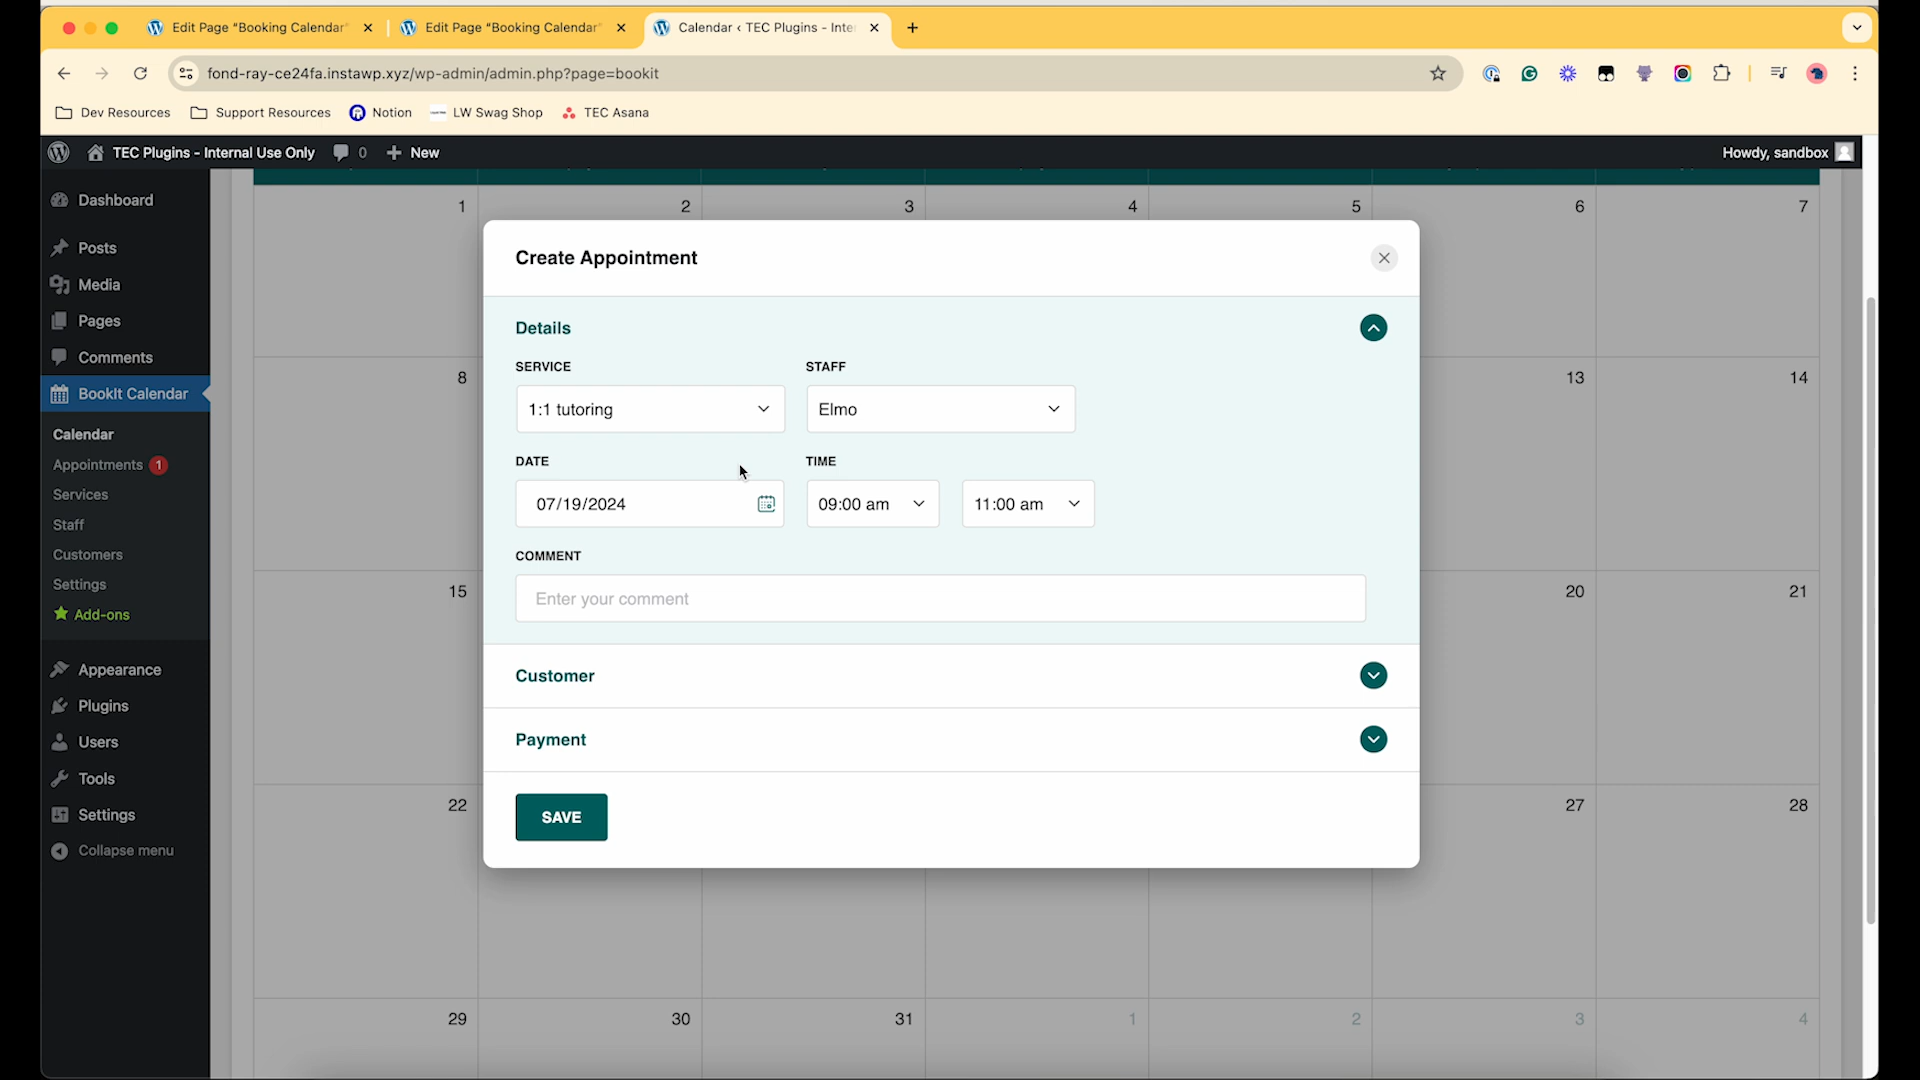 Edit Page "Booking Calendar"
Edit Page "Booking Calendar"
Calendar ‹ TEC Plugins - Inte
fond-ray-ce24fa.instawp.xyz/wp-admin/admin.php?page=bookit
Dev Resources
Support Resources
Notion
LW Swag Shop
TEC Asana
TEC Plugins - Internal Use Only
0
New
Howdy, sandbox
Dashboard
Posts
Media
Pages
Comments
BookIt Calendar
Calendar
Appointments 1
Services
Staff
Customers
Settings
Add-ons
Appearance
Plugins
Users
Tools
Settings
Collapse menu
1 2 3 4 5 6 7
8 13 14
15 20 21
22 27 28
29 30 31 1 2 3 4
Create Appointment
Details
SERVICE STAFF
1:1 tutoring Elmo
DATE TIME
07/19/2024 09:00 am 11:00 am
COMMENT
Enter your comment
Customer
Payment
SAVE